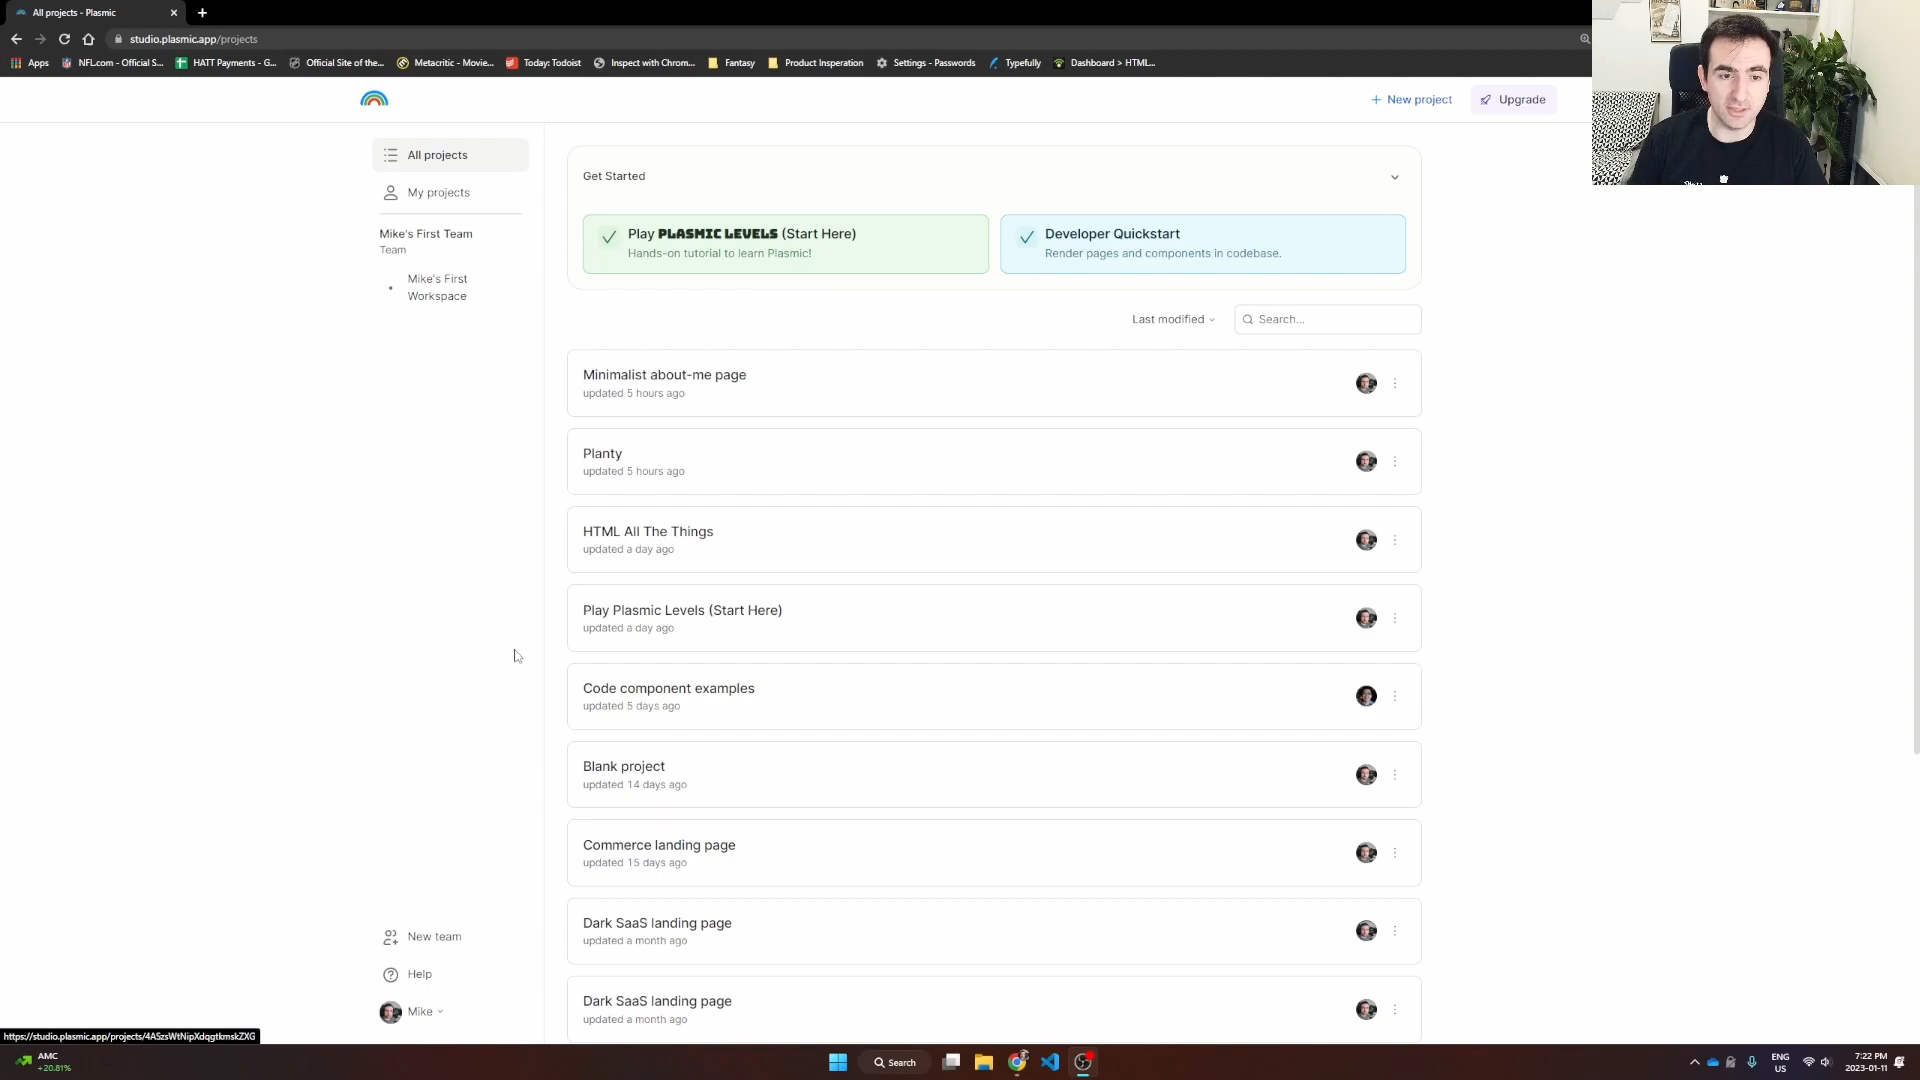 All projects - Plasmic
studio.plasmic.app/projects
Apps
NFL.com - Official S...
HATT Payments - G...
Official Site of the...
Metacritic - Movie...
Today: Todoist
Inspect with Chrom...
Fantasy
Product Insperation
Settings - Passwords
Typefully
Dashboard > HTML...
New project
Upgrade
All projects
My projects
Mike's First Team
Team
Mike's First
Workspace
Get Started
Play PLASMIC LEVELS (Start Here)
Hands-on tutorial to learn Plasmic!
Developer Quickstart
Render pages and components in codebase.
Last modified
Search...
Minimalist about-me page
updated 5 hours ago
Planty
updated 5 hours ago
HTML All The Things
updated a day ago
Play Plasmic Levels (Start Here)
updated a day ago
Code component examples
updated 5 days ago
Blank project
updated 14 days ago
Commerce landing page
updated 15 days ago
Dark SaaS landing page
updated a month ago
Dark SaaS landing page
updated a month ago
New team
Help
Mike
https://studio.plasmic.app/projects/4ASzsWtNipXdqgtkmskZXG
AMC
+20.81%
Search
ENG
US
7:22 PM
2023-01-11